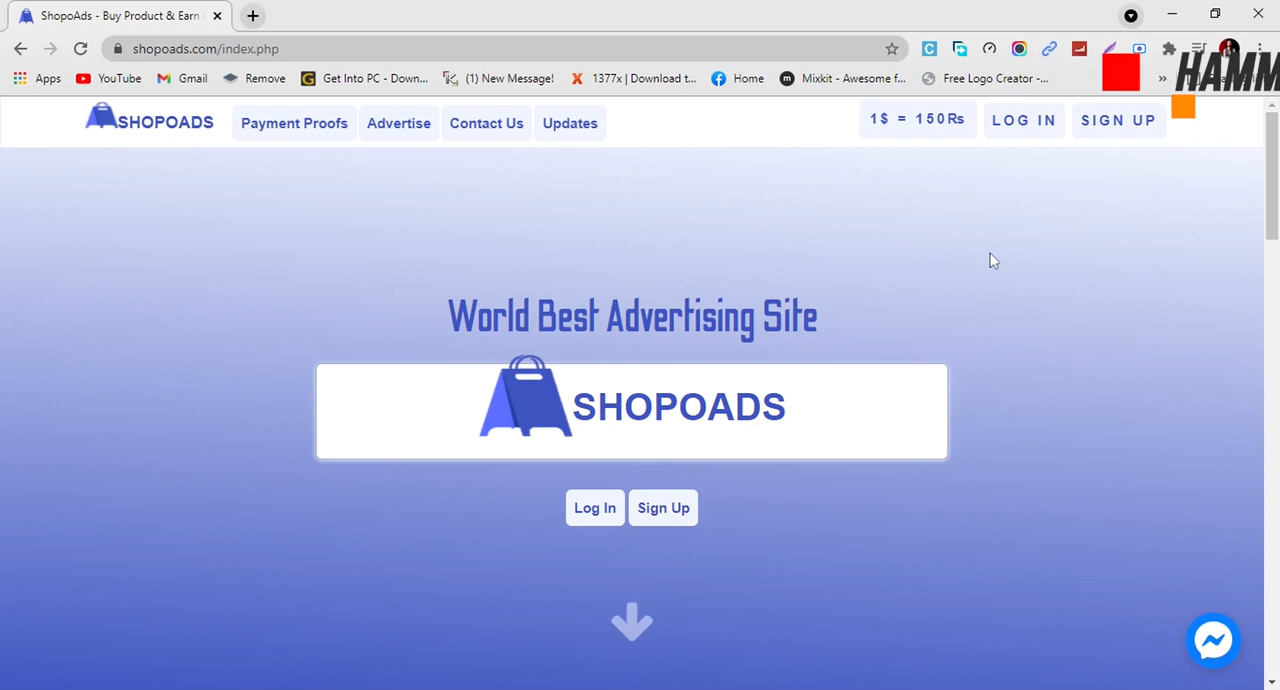 ShopoAds - Buy Product & Earn
shopoads.com/index.php
Apps YouTube Gmail Remove Get Into PC - Down... (1) New Message! 1377x | Download t... Home Mixkit - Awesome f... Free Logo Creator -... »
HAMM
SHOPOADS Payment Proofs Advertise Contact Us Updates 1$ = 150Rs LOG IN SIGN UP
World Best Advertising Site
SHOPOADS
Log In Sign Up